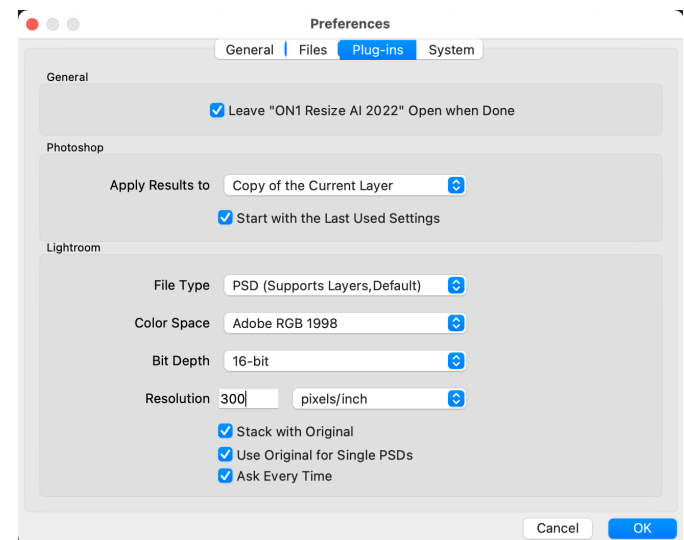 Preferences
General Files Plug-ins System
General
Leave "ON1 Resize AI 2022" Open when Done
Photoshop
Apply Results to Copy of the Current Layer
Start with the Last Used Settings
Lightroom
File Type PSD (Supports Layers,Default)
Color Space Adobe RGB 1998
Bit Depth 16-bit
Resolution 300 pixels/inch
Stack with Original
Use Original for Single PSDs
Ask Every Time
Cancel OK